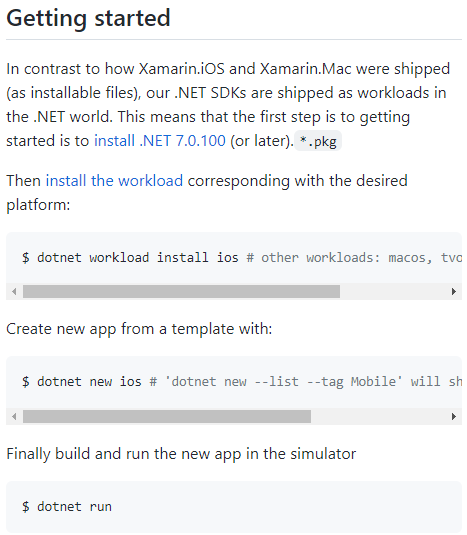 Getting started
In contrast to how Xamarin.iOS and Xamarin.Mac were shipped
(as installable files), our .NET SDKs are shipped as workloads in
the .NET world. This means that the first step is to getting
started is to install .NET 7.0.100 (or later). *.pkg
Then install the workload corresponding with the desired
platform:
$ dotnet workload install ios # other workloads: macos, tvo
Create new app from a template with:
$ dotnet new ios # 'dotnet new --list --tag Mobile' will sh
Finally build and run the new app in the simulator
$ dotnet run